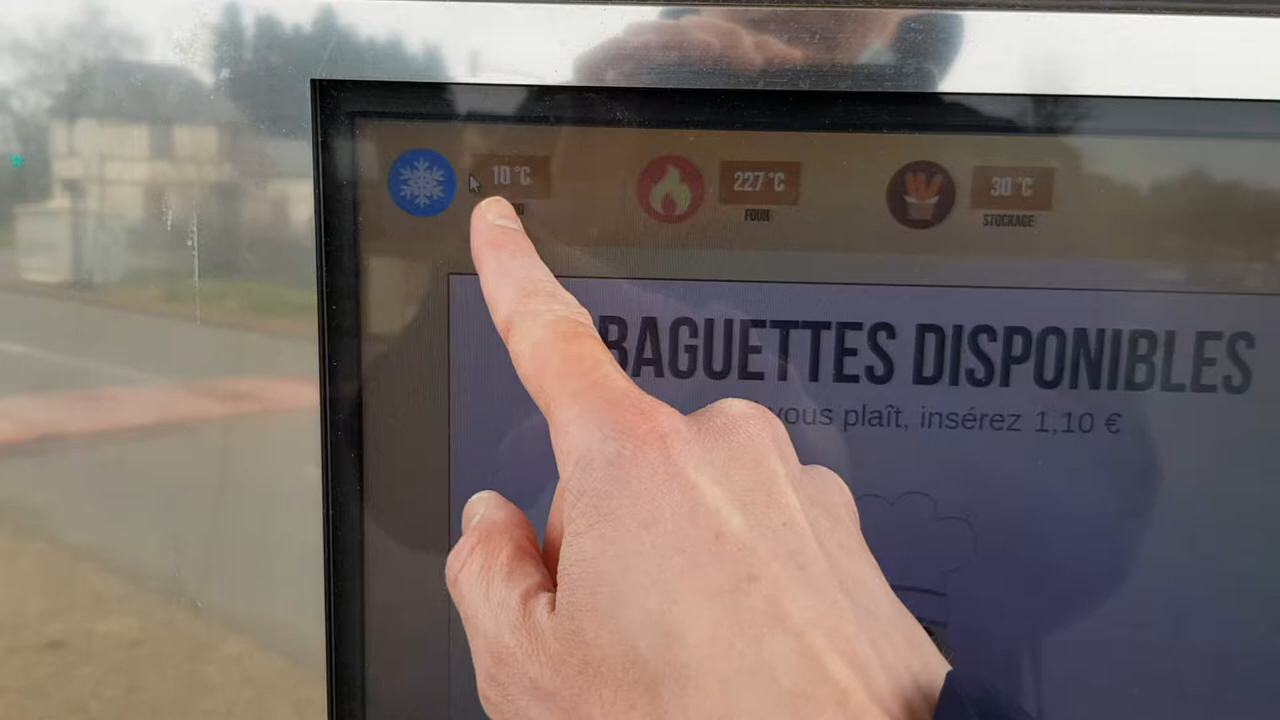 10 °C
227 °C
FOUR
30 °C
STOCKAGE
BAGUETTES DISPONIBLES
vous plaît, insérez 1,10 €